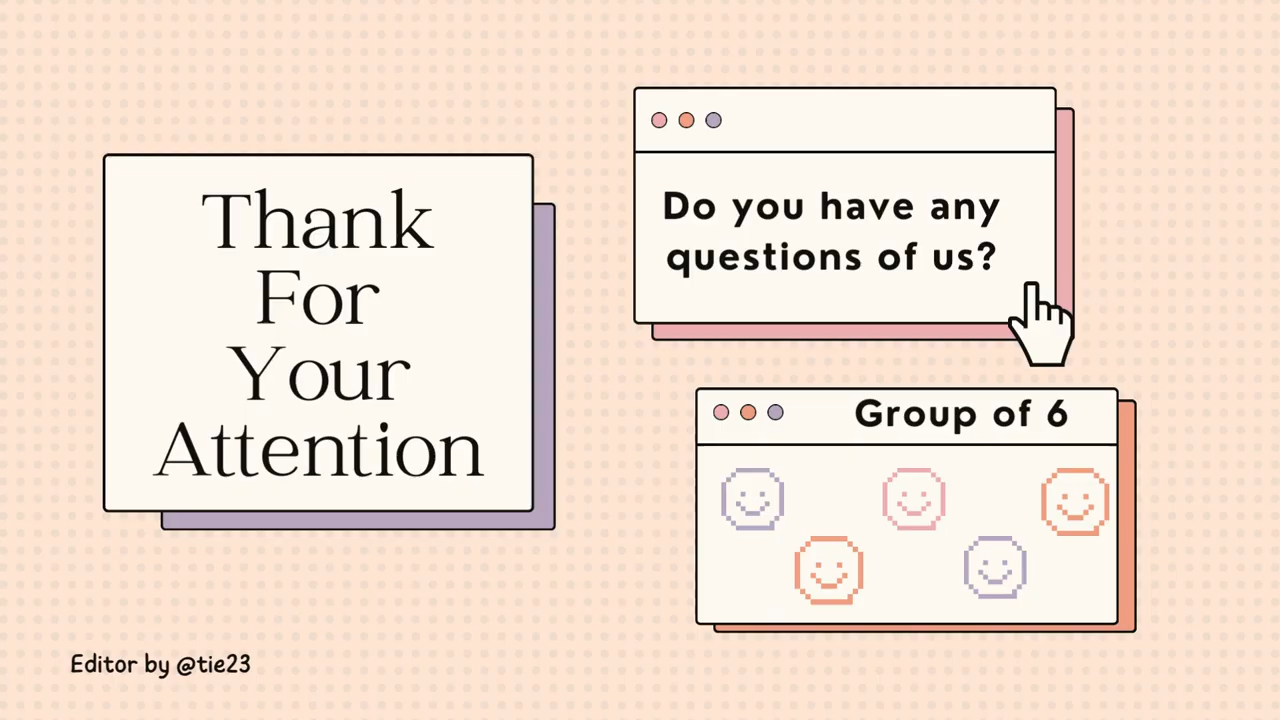 Thank
For
Your
Attention
Do you have any
questions of us?
Group of 6
Editor by @tie23